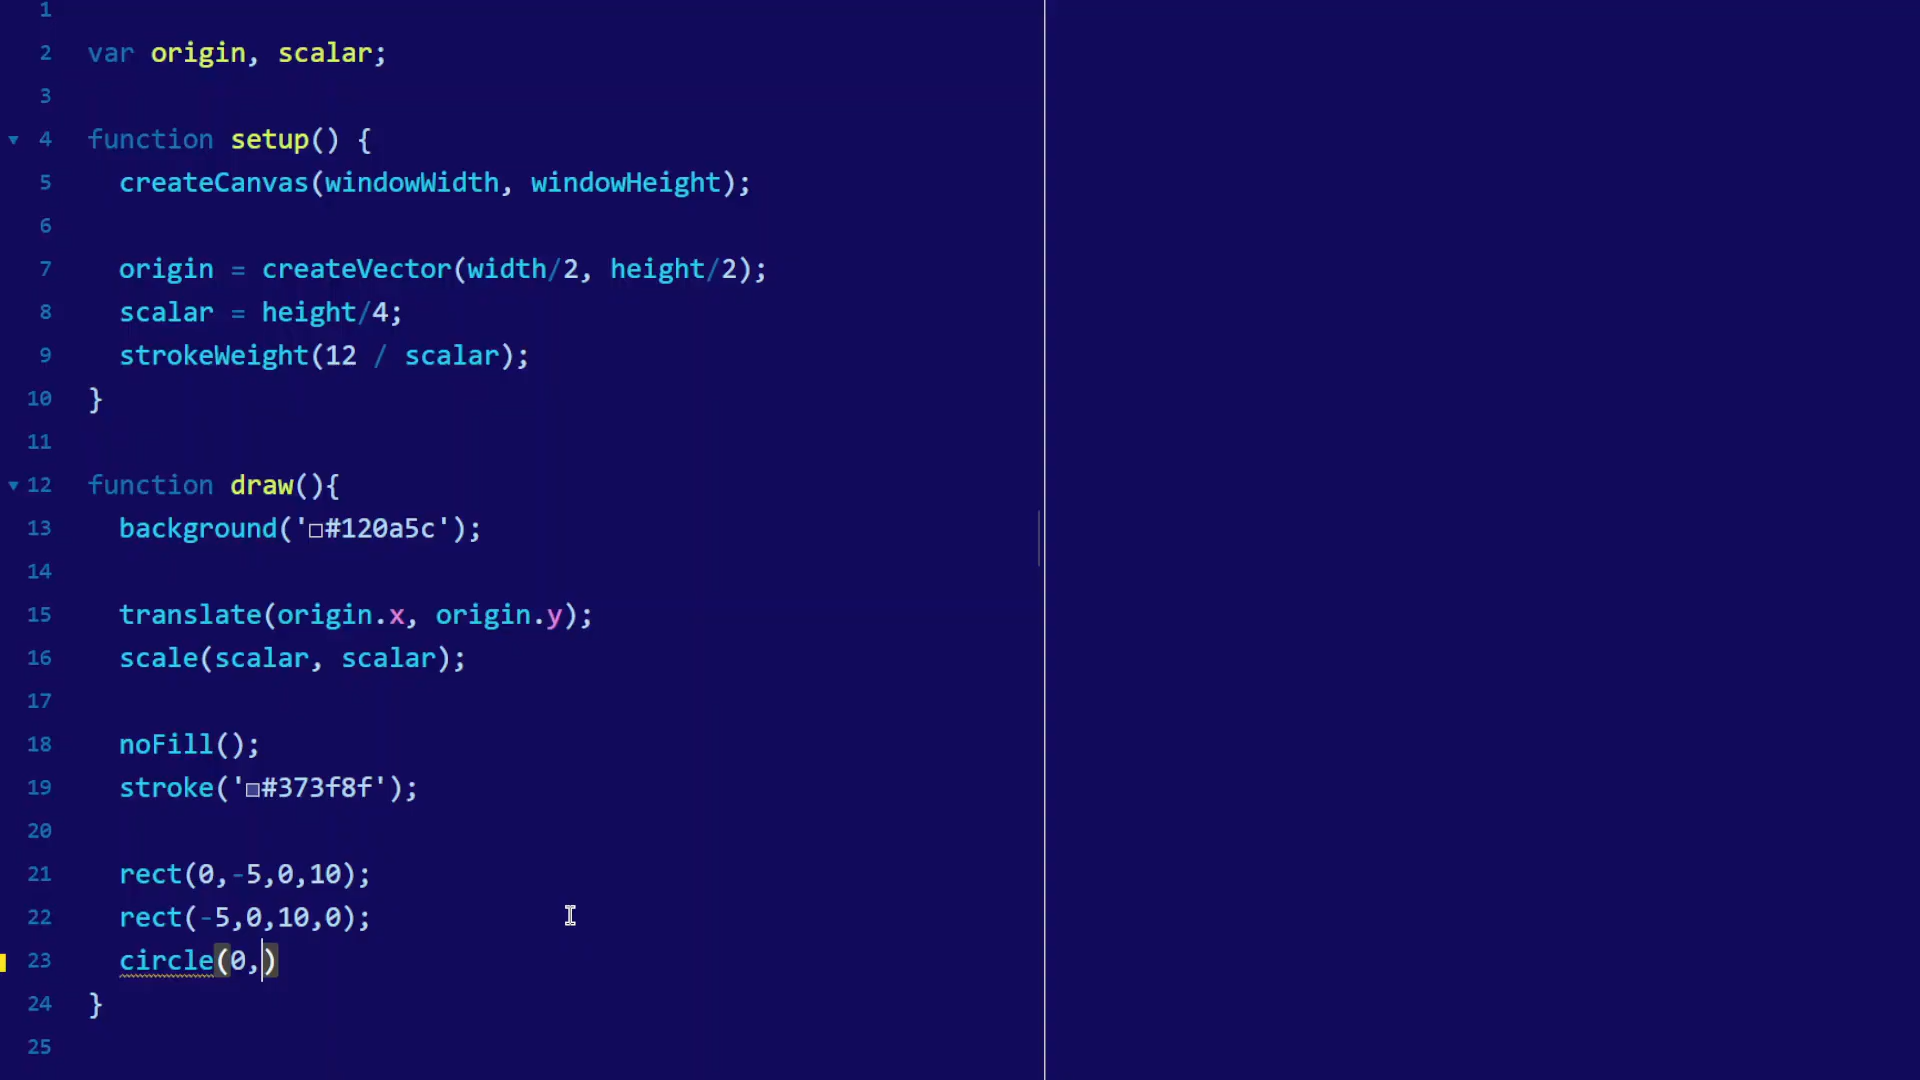 1
2 var origin, scalar;
3
4 function setup() {
5 createCanvas(windowWidth, windowHeight);
6
7 origin = createVector(width/2, height/2);
8 scalar = height/4;
9 strokeWeight(12 / scalar);
10 }
11
12 function draw(){
13 background('#120a5c');
14
15 translate(origin.x, origin.y);
16 scale(scalar, scalar);
17
18 noFill();
19 stroke('#373f8f');
20
21 rect(0,-5,0,10);
22 rect(-5,0,10,0);
23 circle(0,)
24 }
25